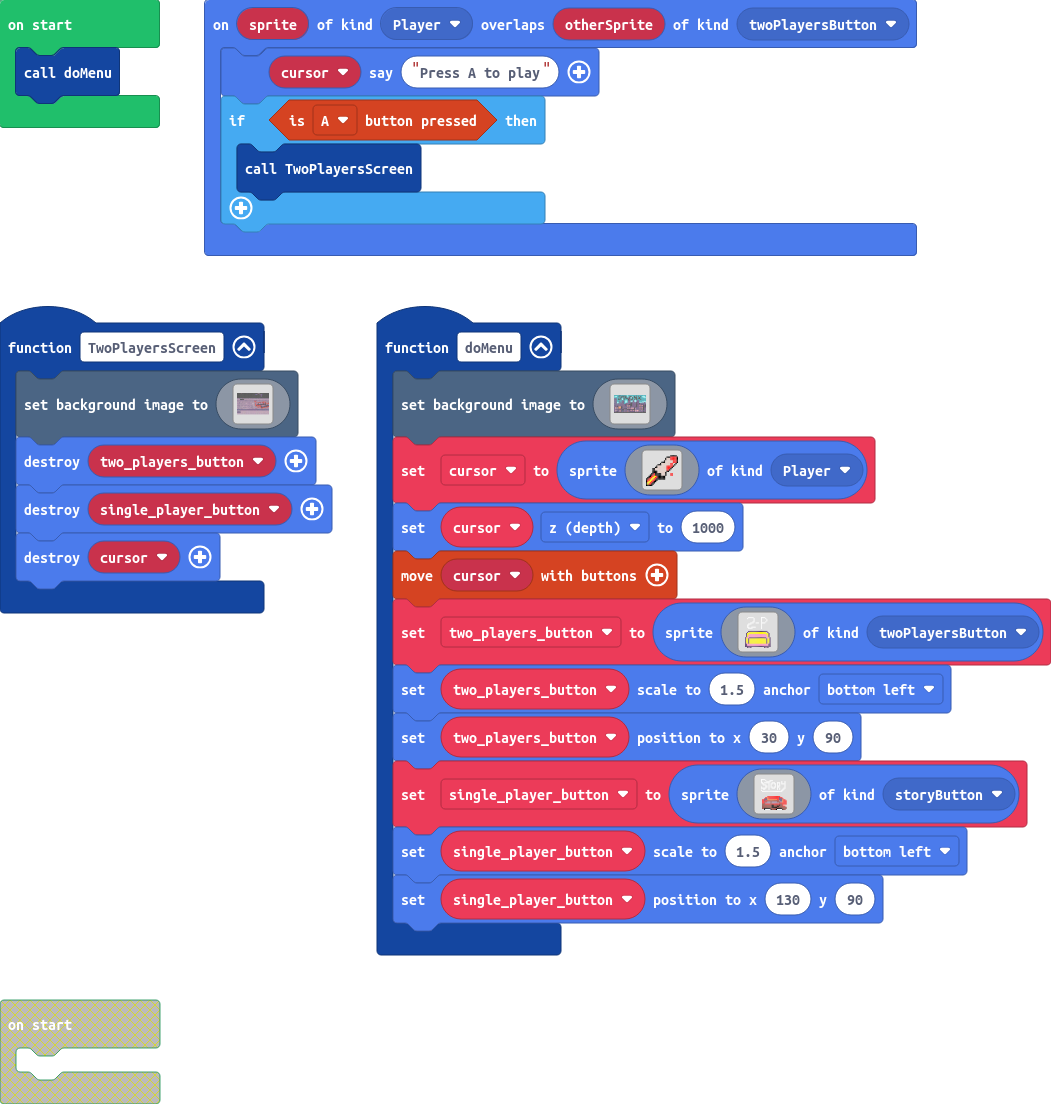 on start
call doMenu
on sprite of kind Player overlaps otherSprite of kind twoPlayersButton
cursor say "Press A to play"
if is A button pressed then
call TwoPlayersScreen
function TwoPlayersScreen
set background image to
destroy two_players_button
destroy single_player_button
destroy cursor
function doMenu
set background image to
set cursor to sprite of kind Player
set cursor z (depth) to 1000
move cursor with buttons
set two_players_button to sprite 2-P of kind twoPlayersButton
set two_players_button scale to 1.5 anchor bottom left
set two_players_button position to x 30 y 90
set single_player_button to sprite Story of kind storyButton
set single_player_button scale to 1.5 anchor bottom left
set single_player_button position to x 130 y 90
on start